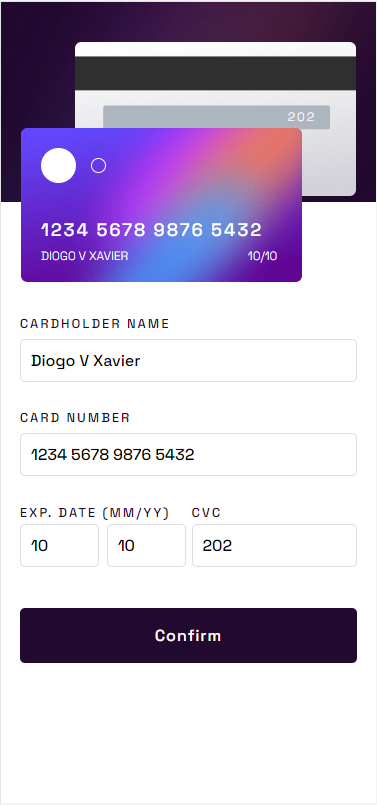 202
1234 5678 9876 5432
DIOGO V XAVIER 10/10
CARDHOLDER NAME
Diogo V Xavier
CARD NUMBER
1234 5678 9876 5432
EXP. DATE (MM/YY) CVC
10 10 202
Confirm